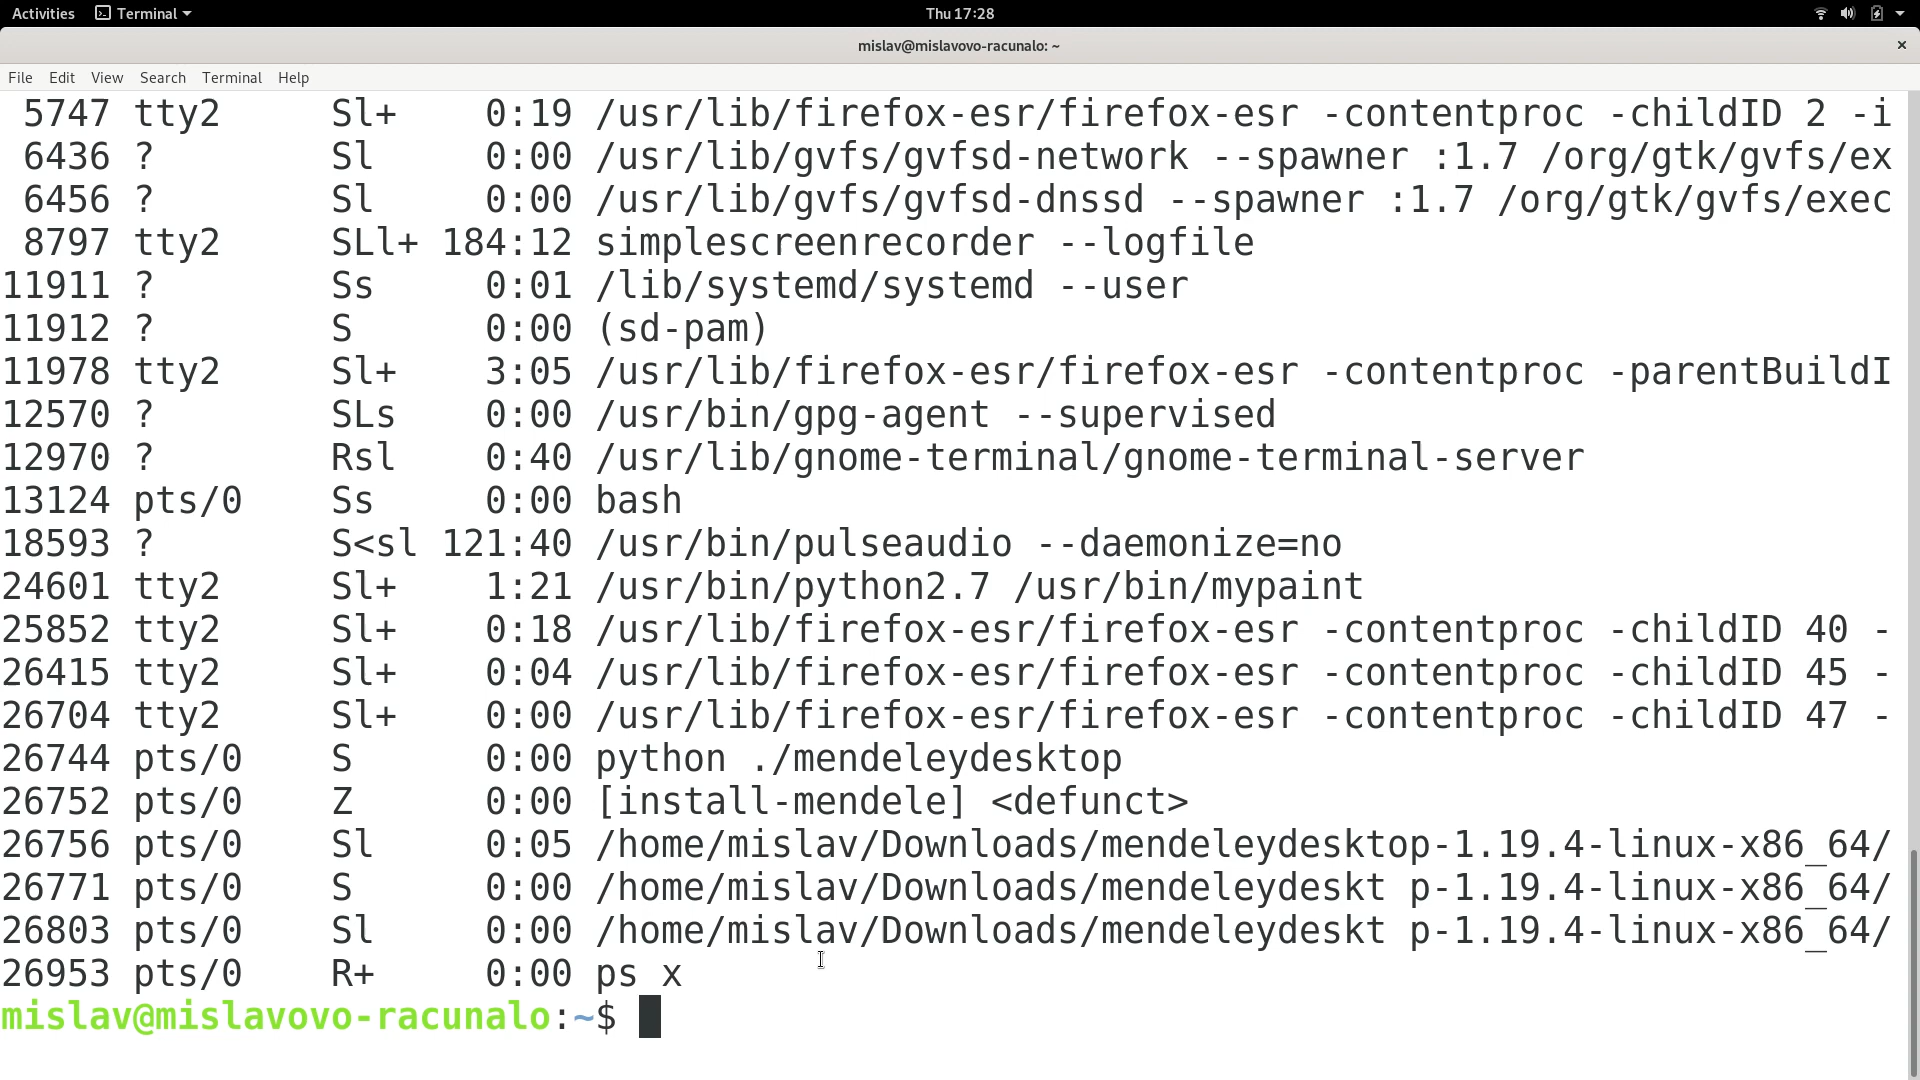 Activities Terminal Thu 17:28
mislav@mislavovo-racunalo: ~ ×
File Edit View Search Terminal Help
5747 tty2 Sl+ 0:19 /usr/lib/firefox-esr/firefox-esr -contentproc -childID 2 -i
6436 ? Sl 0:00 /usr/lib/gvfs/gvfsd-network --spawner :1.7 /org/gtk/gvfs/ex
6456 ? Sl 0:00 /usr/lib/gvfs/gvfsd-dnssd --spawner :1.7 /org/gtk/gvfs/exec
8797 tty2 SLl+ 184:12 simplescreenrecorder --logfile
11911 ? Ss 0:01 /lib/systemd/systemd --user
11912 ? S 0:00 (sd-pam)
11978 tty2 Sl+ 3:05 /usr/lib/firefox-esr/firefox-esr -contentproc -parentBuildI
12570 ? SLs 0:00 /usr/bin/gpg-agent --supervised
12970 ? Rsl 0:40 /usr/lib/gnome-terminal/gnome-terminal-server
13124 pts/0 Ss 0:00 bash
18593 ? S<sl 121:40 /usr/bin/pulseaudio --daemonize=no
24601 tty2 Sl+ 1:21 /usr/bin/python2.7 /usr/bin/mypaint
25852 tty2 Sl+ 0:18 /usr/lib/firefox-esr/firefox-esr -contentproc -childID 40 -
26415 tty2 Sl+ 0:04 /usr/lib/firefox-esr/firefox-esr -contentproc -childID 45 -
26704 tty2 Sl+ 0:00 /usr/lib/firefox-esr/firefox-esr -contentproc -childID 47 -
26744 pts/0 S 0:00 python ./mendeleydesktop
26752 pts/0 Z 0:00 [install-mendele] <defunct>
26756 pts/0 Sl 0:05 /home/mislav/Downloads/mendeleydesktop-1.19.4-linux-x86_64/
26771 pts/0 S 0:00 /home/mislav/Downloads/mendeleydeskt p-1.19.4-linux-x86_64/
26803 pts/0 Sl 0:00 /home/mislav/Downloads/mendeleydeskt p-1.19.4-linux-x86_64/
26953 pts/0 R+ 0:00 ps x
mislav@mislavovo-racunalo:~$